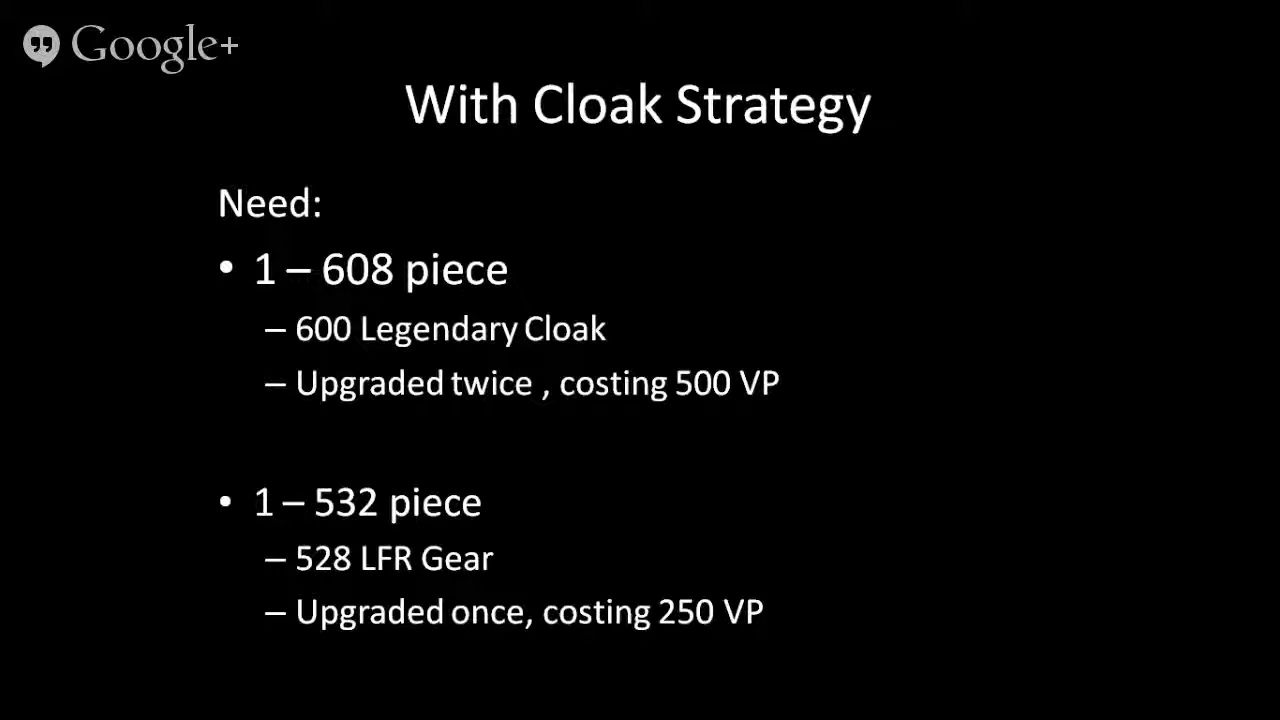 Google+
With Cloak Strategy
Need:
• 1 – 608 piece
– 600 Legendary Cloak
– Upgraded twice , costing 500 VP
• 1 – 532 piece
– 528 LFR Gear
– Upgraded once, costing 250 VP